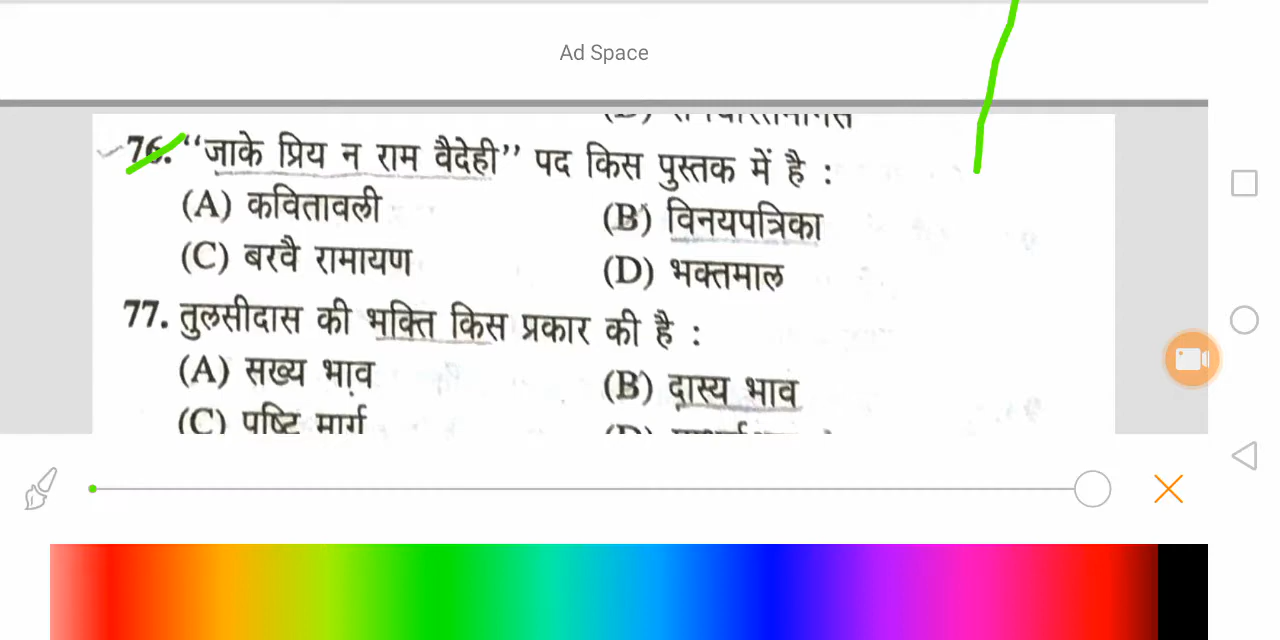 Ad Space
76. “जाके प्रिय न राम वैदेही” पद किस पुस्तक में है :
(A) कवितावली (B) विनयपत्रिका
(C) बरवै रामायण (D) भक्तमाल
77. तुलसीदास की भक्ति किस प्रकार की है :
(A) सख्य भाव (B) दास्य भाव
(C) पुष्टि मार्ग